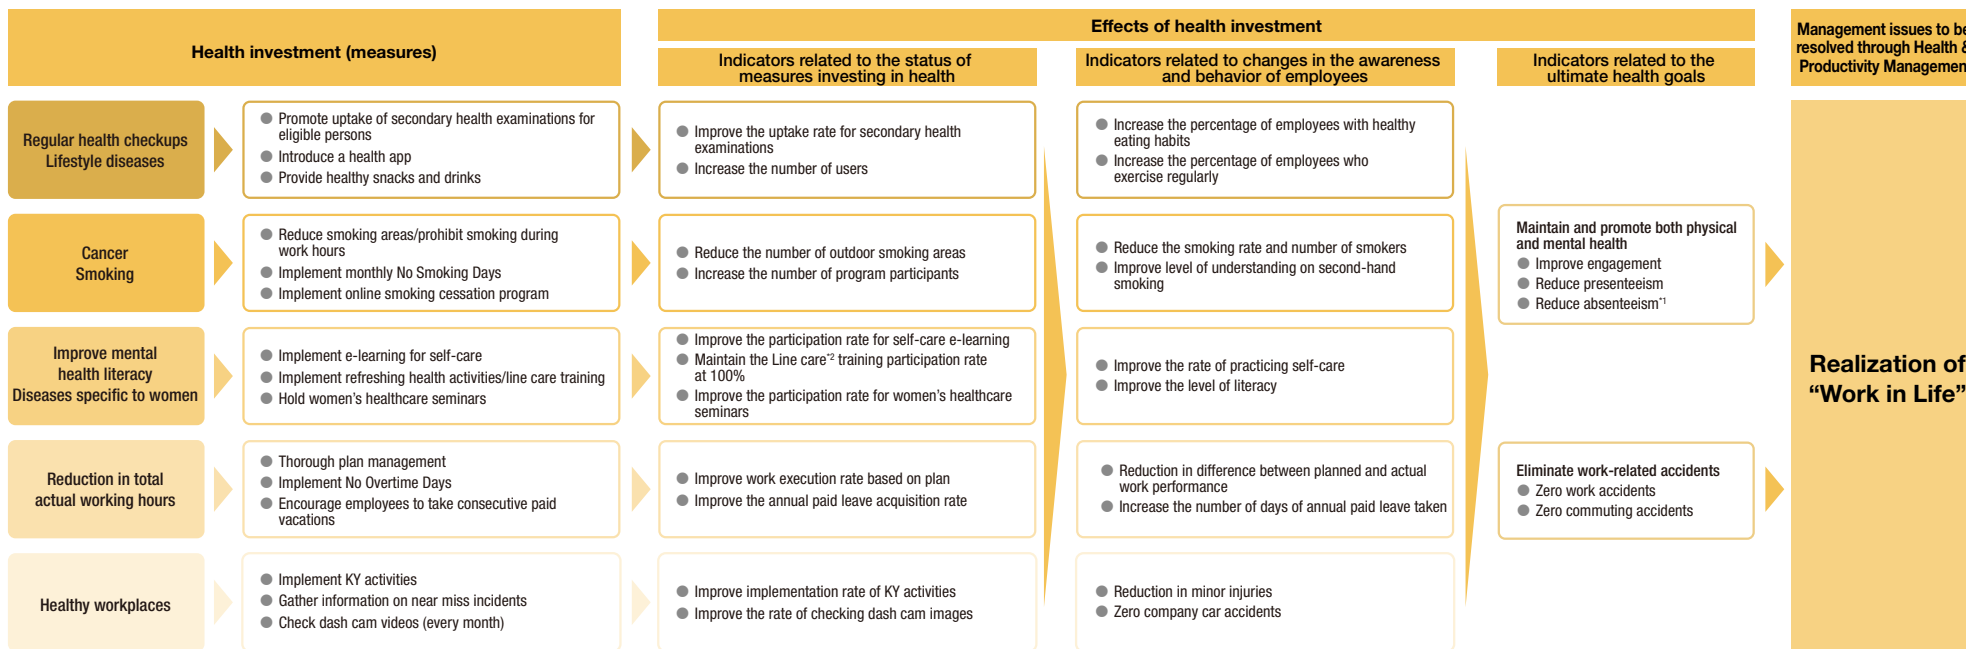 Health investment (measures)
Effects of health investment
Indicators related to the status of
measures investing in health
Indicators related to changes in the awareness
and behavior of employees
Indicators related to the
ultimate health goals
Management issues to be
resolved through Health &
Productivity Management
Regular health checkups
Lifestyle diseases
● Promote uptake of secondary health examinations for
eligible persons
● Introduce a health app
● Provide healthy snacks and drinks
● Improve the uptake rate for secondary health
examinations
● Increase the number of users
● Increase the percentage of employees with healthy
eating habits
● Increase the percentage of employees who
exercise regularly
Cancer
Smoking
● Reduce smoking areas/prohibit smoking during
work hours
● Implement monthly No Smoking Days
● Implement online smoking cessation program
● Reduce the number of outdoor smoking areas
● Increase the number of program participants
● Reduce the smoking rate and number of smokers
● Improve level of understanding on second-hand
smoking
Improve mental
health literacy
Diseases specific to women
● Implement e-learning for self-care
● Implement refreshing health activities/line care training
● Hold women's healthcare seminars
● Improve the participation rate for self-care e-learning
● Maintain the Line care*2 training participation rate
at 100%
● Improve the participation rate for women's healthcare
seminars
● Improve the rate of practicing self-care
● Improve the level of literacy
Reduction in total
actual working hours
● Thorough plan management
● Implement No Overtime Days
● Encourage employees to take consecutive paid
vacations
● Improve work execution rate based on plan
● Improve the annual paid leave acquisition rate
● Reduction in difference between planned and actual
work performance
● Increase the number of days of annual paid leave taken
Healthy workplaces
● Implement KY activities
● Gather information on near miss incidents
● Check dash cam videos (every month)
● Improve implementation rate of KY activities
● Improve the rate of checking dash cam images
● Reduction in minor injuries
● Zero company car accidents
Maintain and promote both physical
and mental health
● Improve engagement
● Reduce presenteeism
● Reduce absenteeism*1
Eliminate work-related accidents
● Zero work accidents
● Zero commuting accidents
Realization of
"Work in Life"